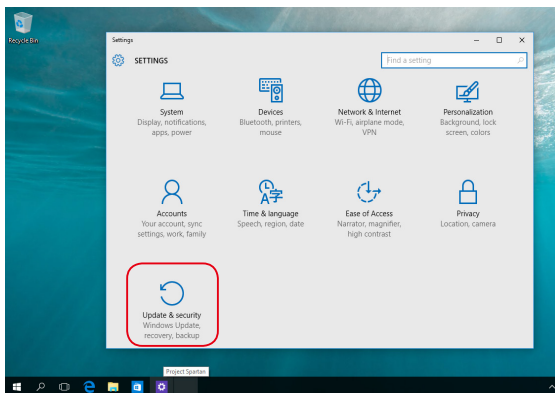 Recycle Bin
Settings
SETTINGS
Find a setting
System
Display, notifications,
apps, power
Devices
Bluetooth, printers,
mouse
Network & Internet
Wi-Fi, airplane mode,
VPN
Personalization
Background, lock
screen, colors
Accounts
Your account, sync
settings, work, family
Time & language
Speech, region, date
Ease of Access
Narrator, magnifier,
high contrast
Privacy
Location, camera
Update & security
Windows Update,
recovery, backup
Project Spartan